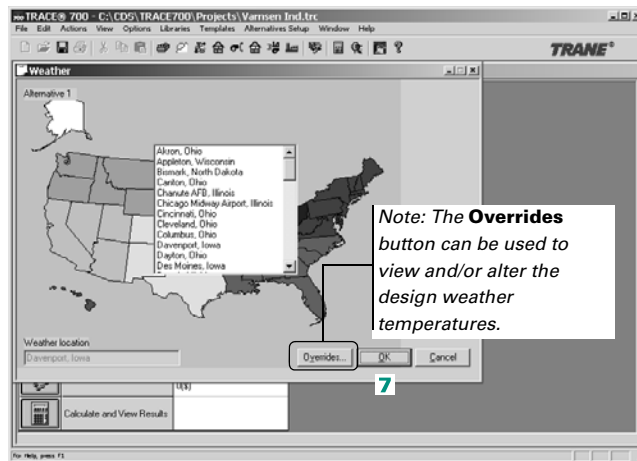 TRACE® 700 - C:\CDS\TRACE700\Projects\Varmsen Ind.trc
File Edit Actions View Options Libraries Templates Alternatives Setup Window Help
TRANE®
Weather
Alternative 1
Akron, Ohio
Appleton, Wisconsin
Bismark, North Dakota
Canton, Ohio
Chanute AFB, Illinois
Chicago Midway Airport, Illinois
Cincinnati, Ohio
Cleveland, Ohio
Columbus, Ohio
Davenport, Iowa
Dayton, Ohio
Des Moines, Iowa
Note: The Overrides
button can be used to
view and/or alter the
design weather
temperatures.
Weather location
Davenport, Iowa
Overrides... OK Cancel
7
Calculate and View Results
For Help, press F1